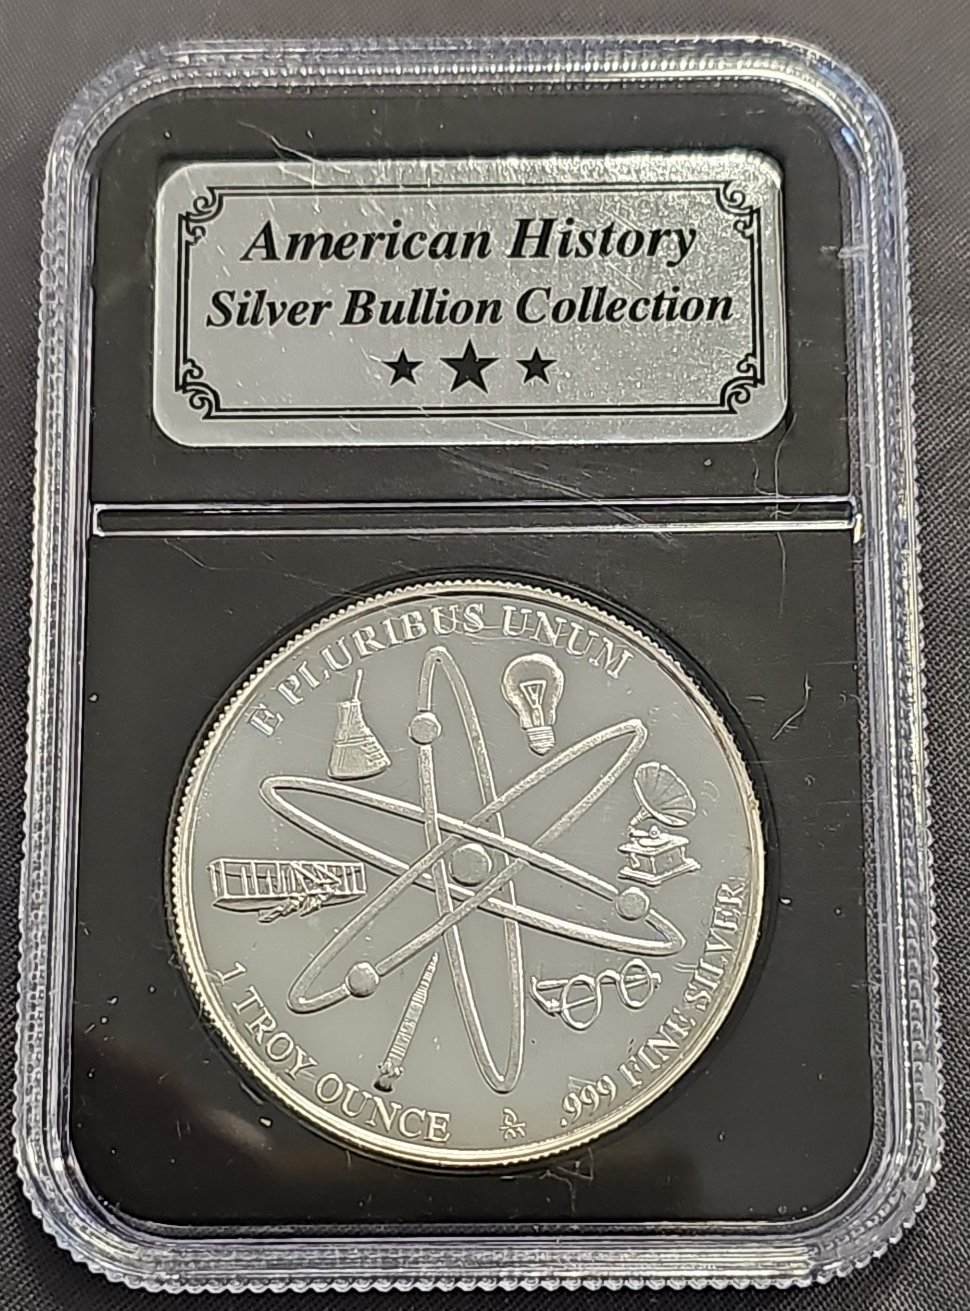 American History
Silver Bullion Collection
E PLURIBUS UNUM
1 TROY OUNCE
.999 FINE SILVER